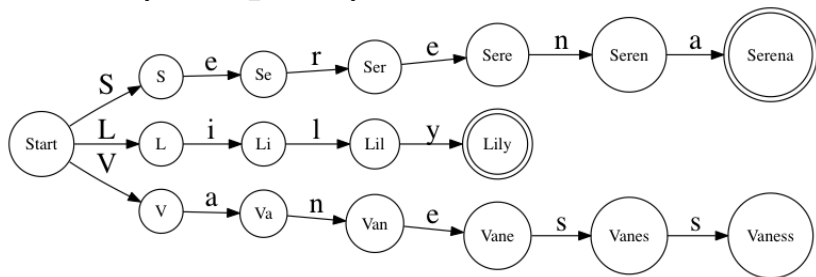 S S e Se r Ser e Sere n Seren a Serena
Start L L i Li l Lil y Lily
V V a Va n Van e Vane s Vanes s Vaness